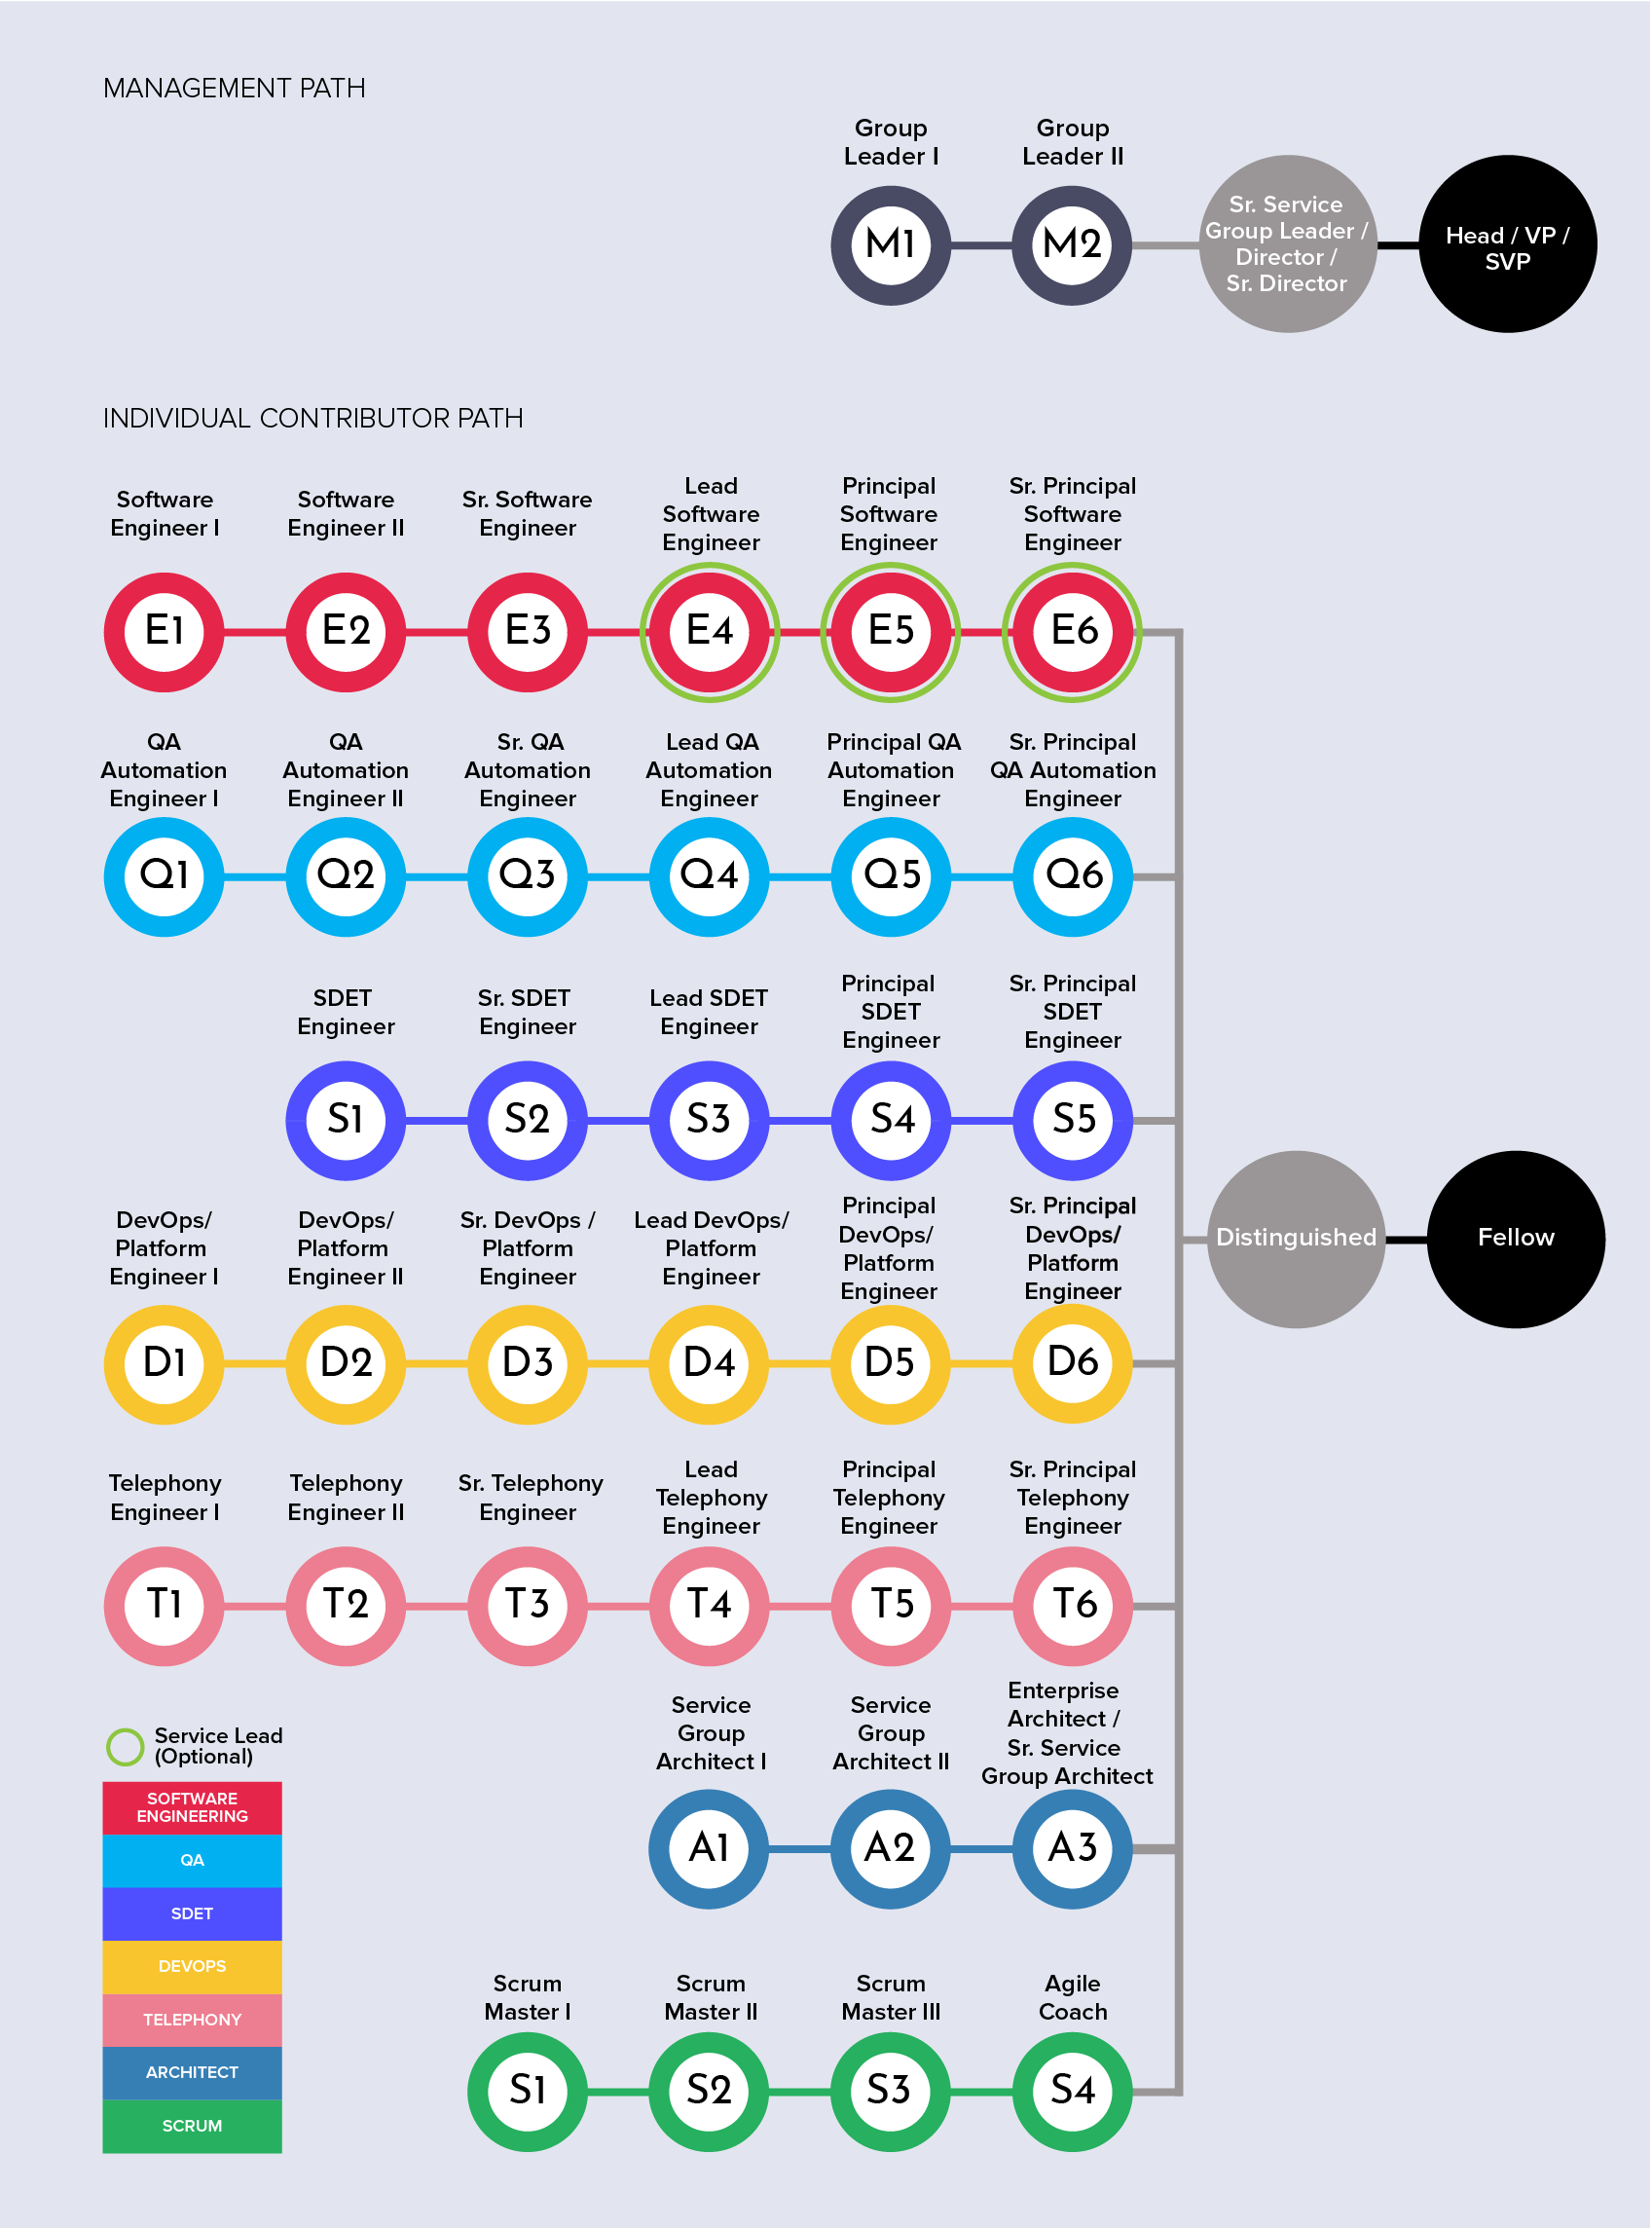 MANAGEMENT PATH
Group
Leader I
Group
Leader II
M1
M2
Sr. Service
Group Leader /
Director /
Sr. Director
Head / VP /
SVP
INDIVIDUAL CONTRIBUTOR PATH
Software
Engineer I
Software
Engineer II
Sr. Software
Engineer
Lead
Software
Engineer
Principal
Software
Engineer
Sr. Principal
Software
Engineer
E1
E2
E3
E4
E5
E6
QA
Automation
Engineer I
QA
Automation
Engineer II
Sr. QA
Automation
Engineer
Lead QA
Automation
Engineer
Principal QA
Automation
Engineer
Sr. Principal
QA Automation
Engineer
Q1
Q2
Q3
Q4
Q5
Q6
SDET
Engineer
Sr. SDET
Engineer
Lead SDET
Engineer
Principal
SDET
Engineer
Sr. Principal
SDET
Engineer
S1
S2
S3
S4
S5
DevOps/
Platform
Engineer I
DevOps/
Platform
Engineer II
Sr. DevOps /
Platform
Engineer
Lead DevOps/
Platform
Engineer
Principal
DevOps/
Platform
Engineer
Sr. Principal
DevOps/
Platform
Engineer
Distinguished
Fellow
D1
D2
D3
D4
D5
D6
Telephony
Engineer I
Telephony
Engineer II
Sr. Telephony
Engineer
Lead
Telephony
Engineer
Principal
Telephony
Engineer
Sr. Principal
Telephony
Engineer
T1
T2
T3
T4
T5
T6
Service
Group
Architect I
Service
Group
Architect II
Enterprise
Architect /
Sr. Service
Group Architect
A1
A2
A3
Scrum
Master I
Scrum
Master II
Scrum
Master III
Agile
Coach
S1
S2
S3
S4
Service Lead
(Optional)
SOFTWARE
ENGINEERING
QA
SDET
DEVOPS
TELEPHONY
ARCHITECT
SCRUM